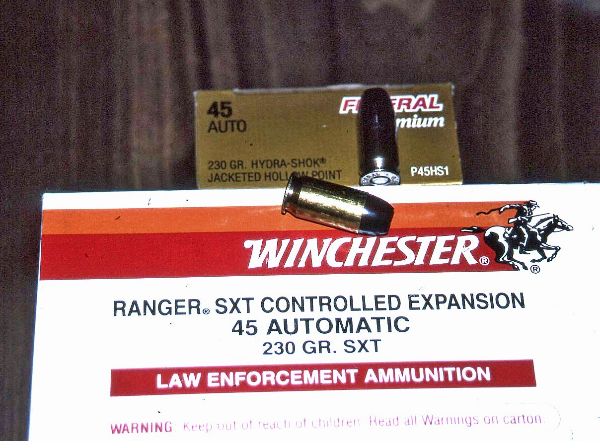 45
AUTO
230 GR. HYDRA-SHOK®
JACKETED HOLLOW POINT
FEDERAL
P45HS1
WINCHESTER®
®
RANGER® SXT CONTROLLED EXPANSION
45 AUTOMATIC
230 GR. SXT
LAW ENFORCEMENT AMMUNITION
WARNING: Keep out of reach of children. Read all Warnings on carton.